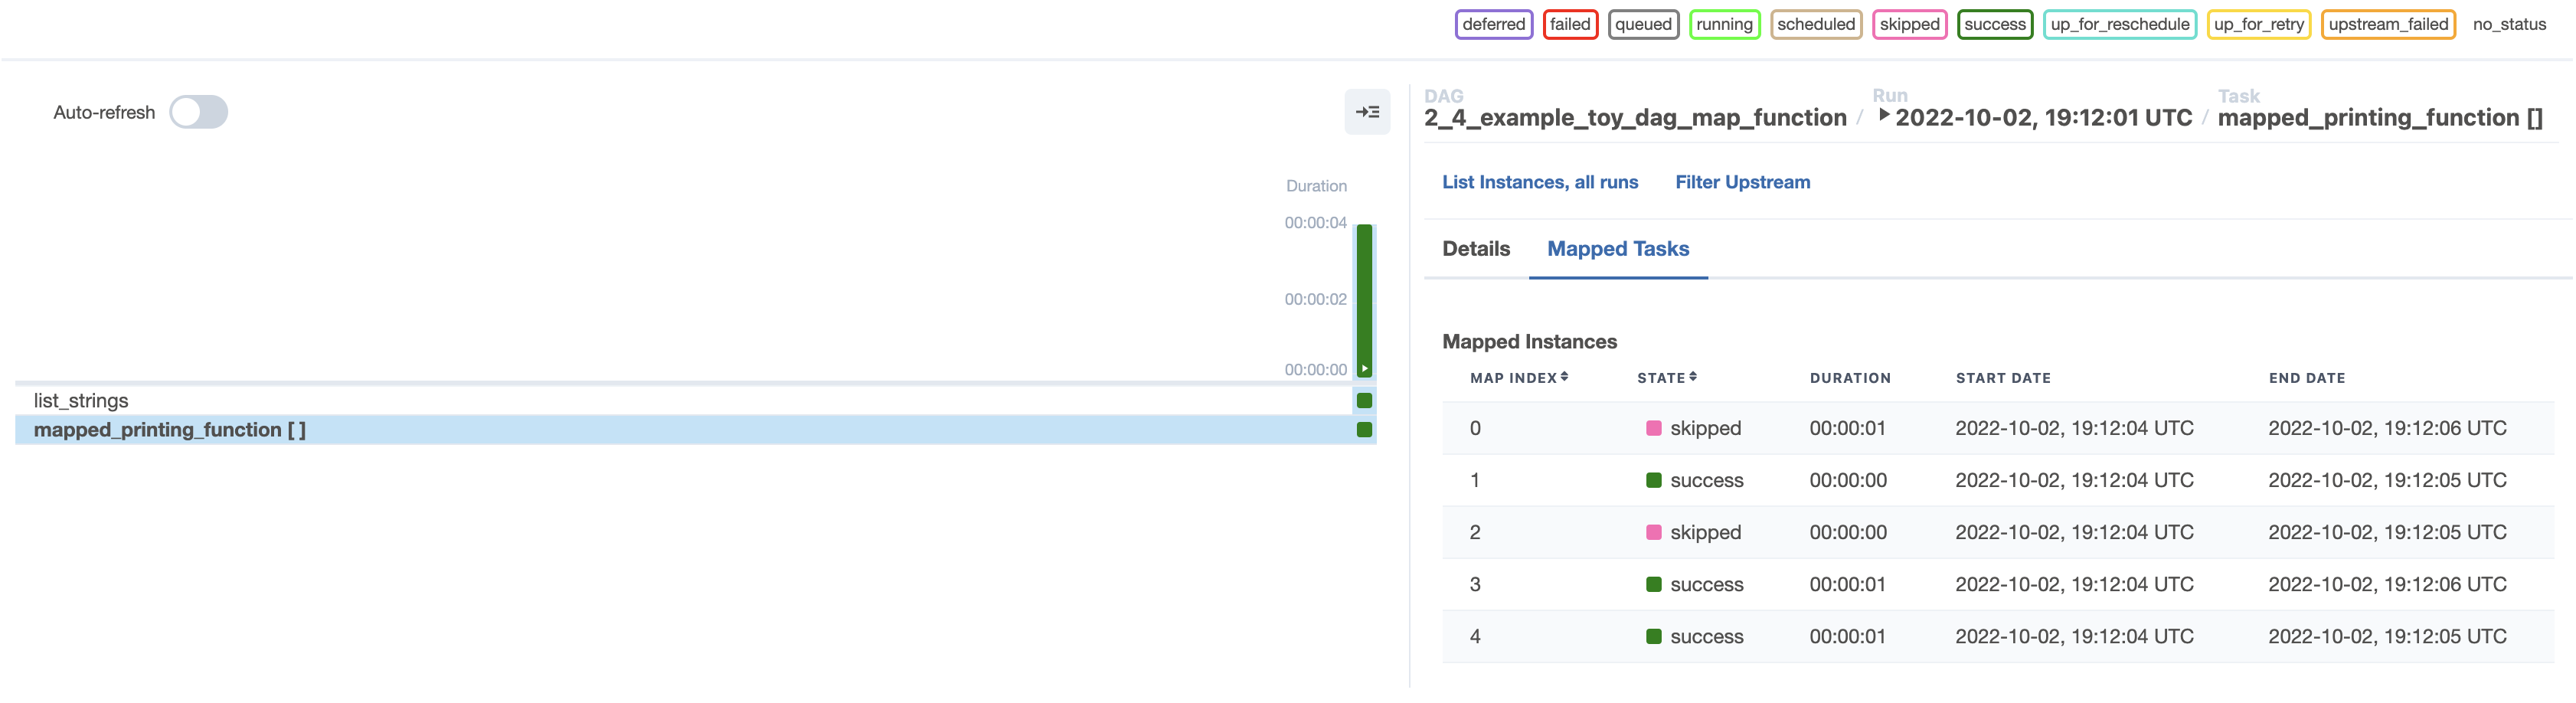 deferred failed queued running scheduled skipped success up_for_reschedule up_for_retry upstream_failed no_status
Auto-refresh
Duration
00:00:04
00:00:02
00:00:00
list_strings
mapped_printing_function [ ]
DAG Run Task
2_4_example_toy_dag_map_function / 2022-10-02, 19:12:01 UTC / mapped_printing_function []
List Instances, all runs Filter Upstream
Details Mapped Tasks
Mapped Instances
MAP INDEX STATE DURATION START DATE END DATE
0 skipped 00:00:01 2022-10-02, 19:12:04 UTC 2022-10-02, 19:12:06 UTC
1 success 00:00:00 2022-10-02, 19:12:04 UTC 2022-10-02, 19:12:05 UTC
2 skipped 00:00:00 2022-10-02, 19:12:04 UTC 2022-10-02, 19:12:05 UTC
3 success 00:00:01 2022-10-02, 19:12:04 UTC 2022-10-02, 19:12:06 UTC
4 success 00:00:01 2022-10-02, 19:12:04 UTC 2022-10-02, 19:12:05 UTC